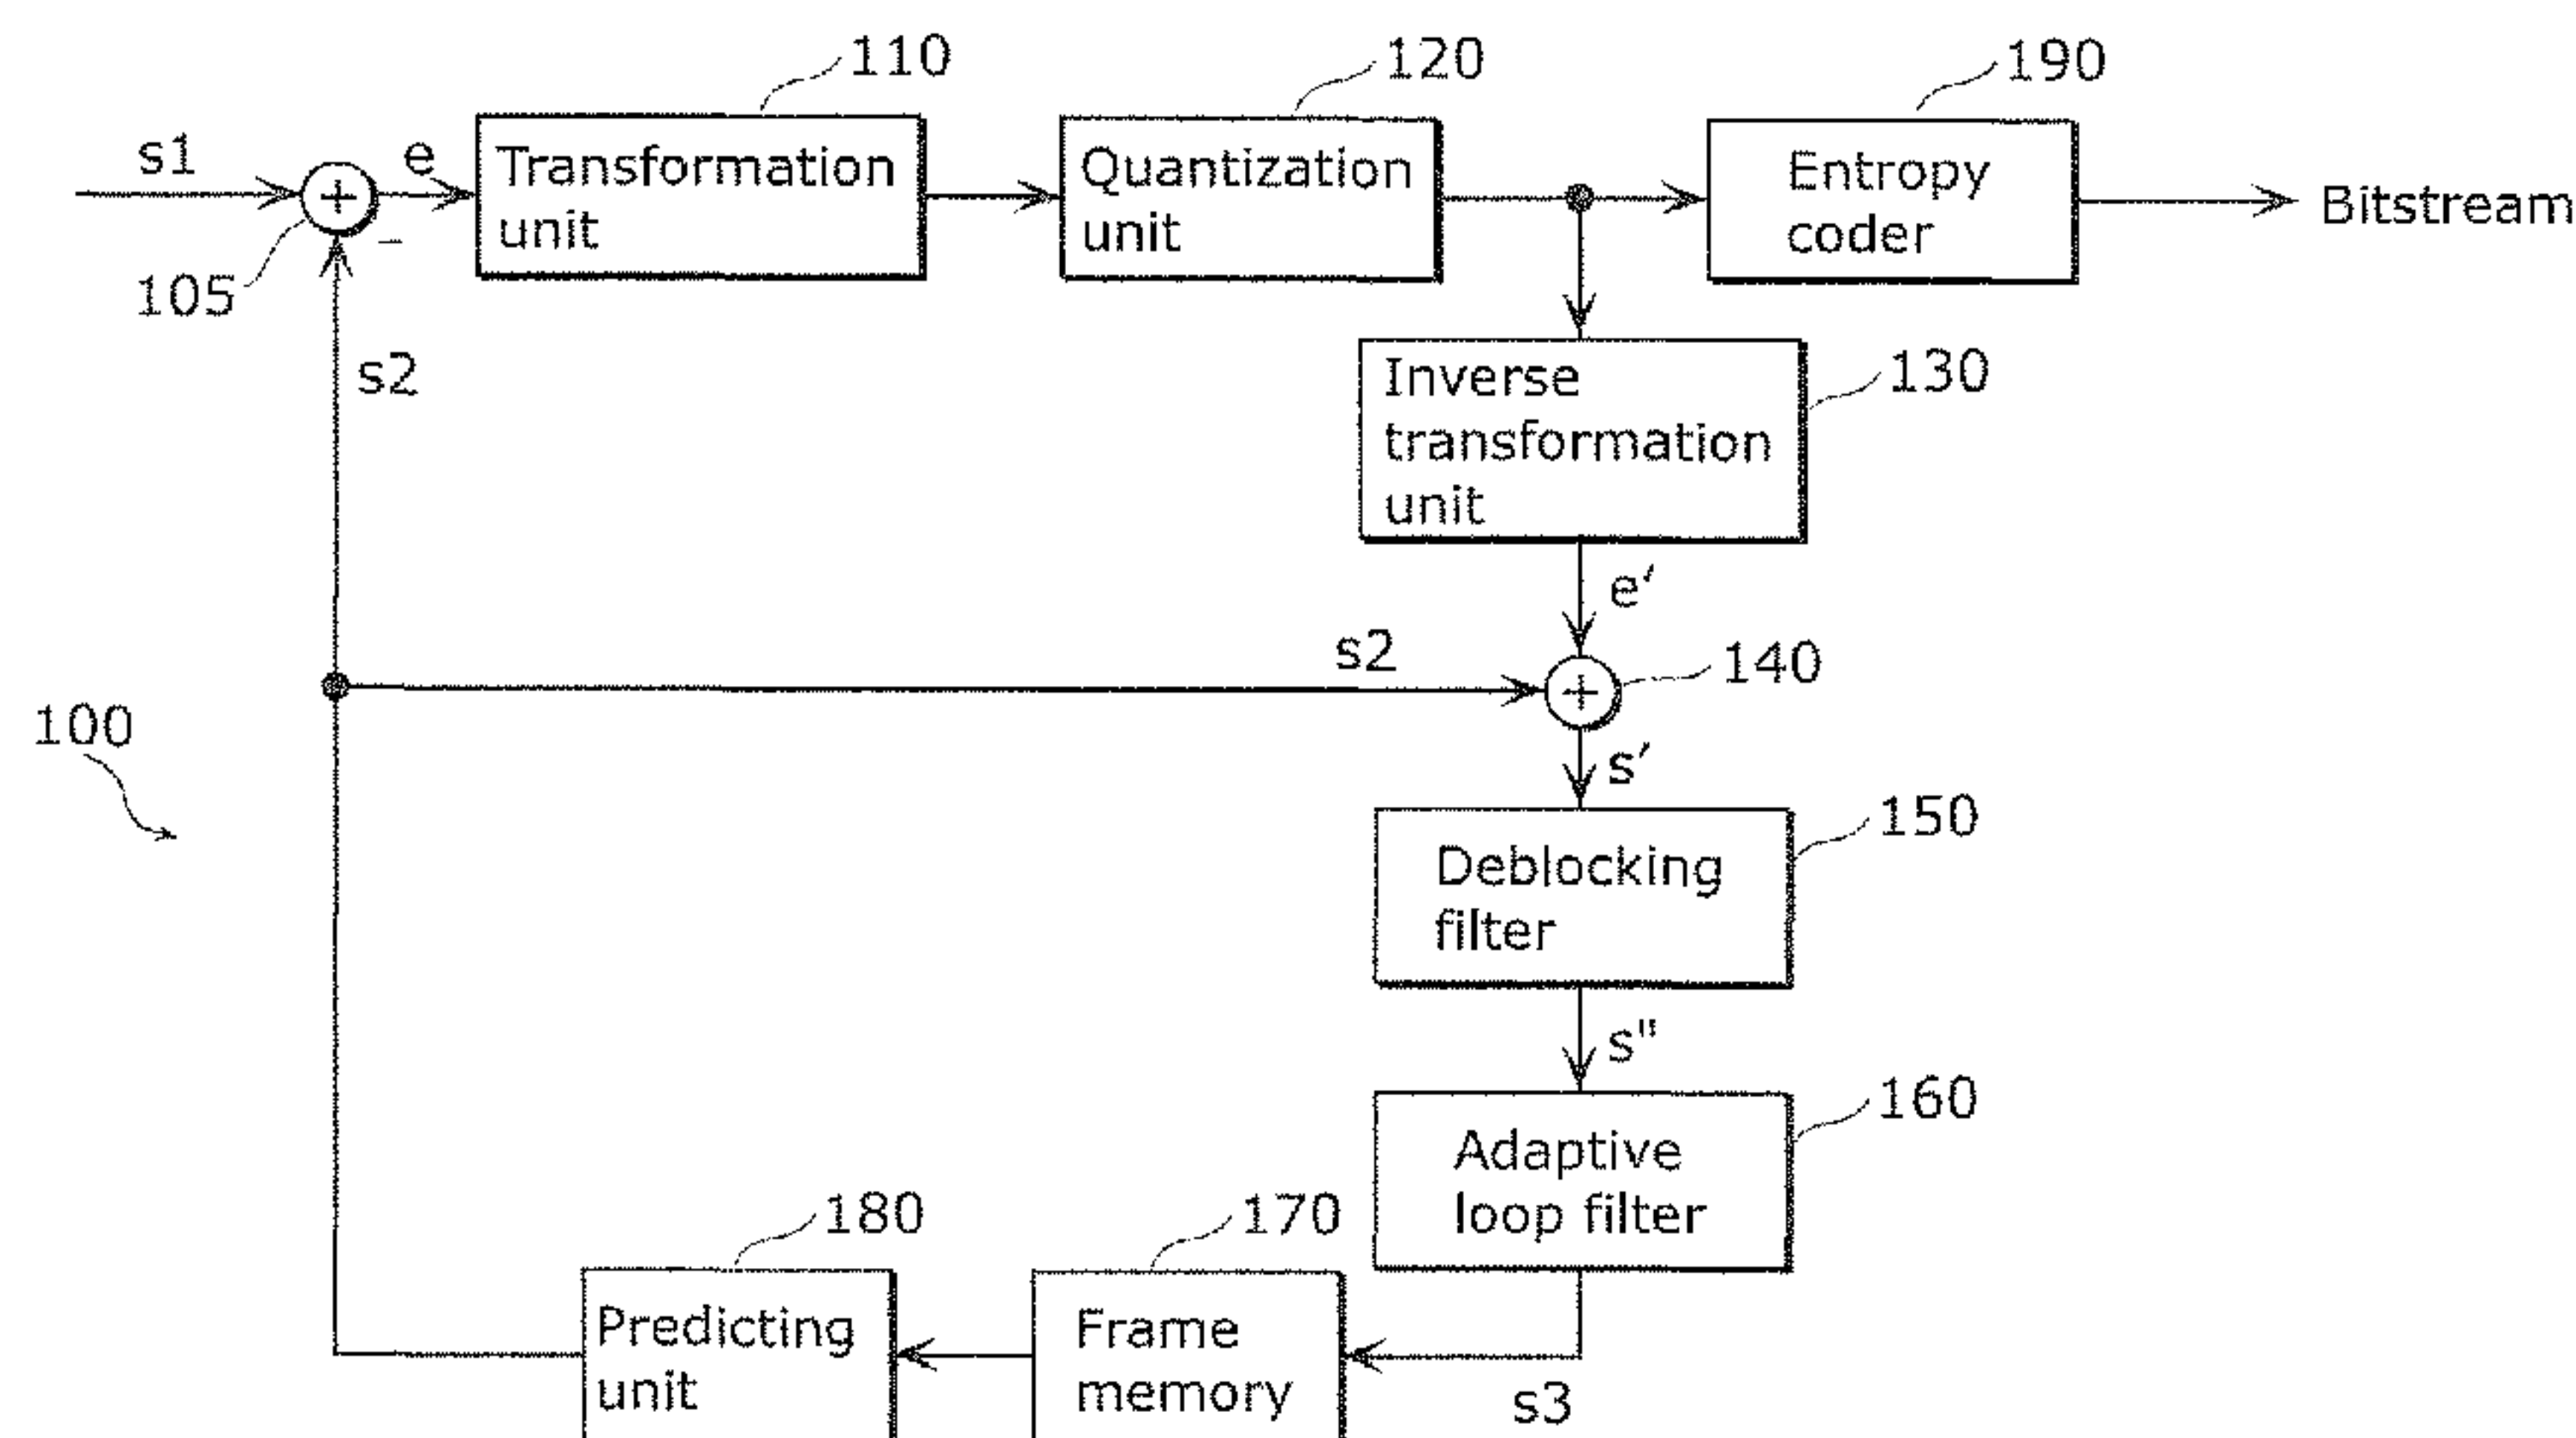 110
120
190
s1
e
Transformation
unit
Quantization
unit
Entropy
coder
Bitstream
+
−
105
s2
Inverse
transformation
unit
130
e′
s2
+
140
100
s′
Deblocking
filter
150
s"
Adaptive
loop filter
160
180
170
Predicting
unit
Frame
memory
s3